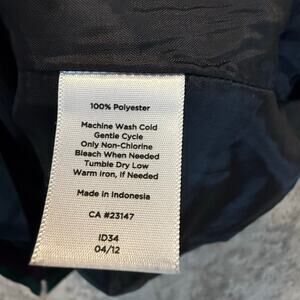 100% Polyester
Machine Wash Cold
Gentle Cycle
Only Non-Chlorine
Bleach When Needed
Tumble Dry Low
Warm Iron, If Needed
Made in Indonesia
CA #23147
ID34
04/12